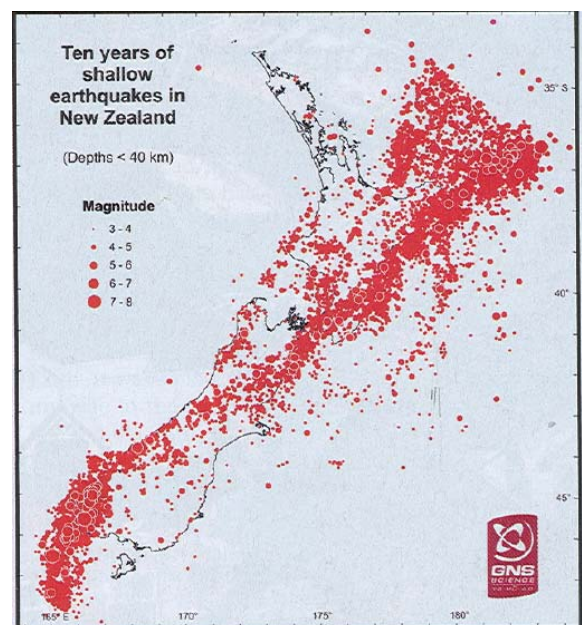 Ten years of
shallow
earthquakes in
New Zealand
(Depths < 40 km)
Magnitude
3 - 4
4 - 5
5 - 6
6 - 7
7 - 8
35° S
40°
45°
165° E
170°
175°
180°
GNS
SCIENCE